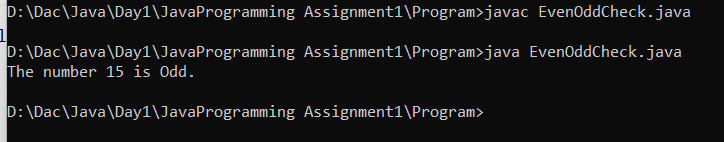 D:\Dac\Java\Day1\JavaProgramming Assignment1\Program>javac EvenOddCheck.java
D:\Dac\Java\Day1\JavaProgramming Assignment1\Program>java EvenOddCheck.java
The number 15 is Odd.
D:\Dac\Java\Day1\JavaProgramming Assignment1\Program>